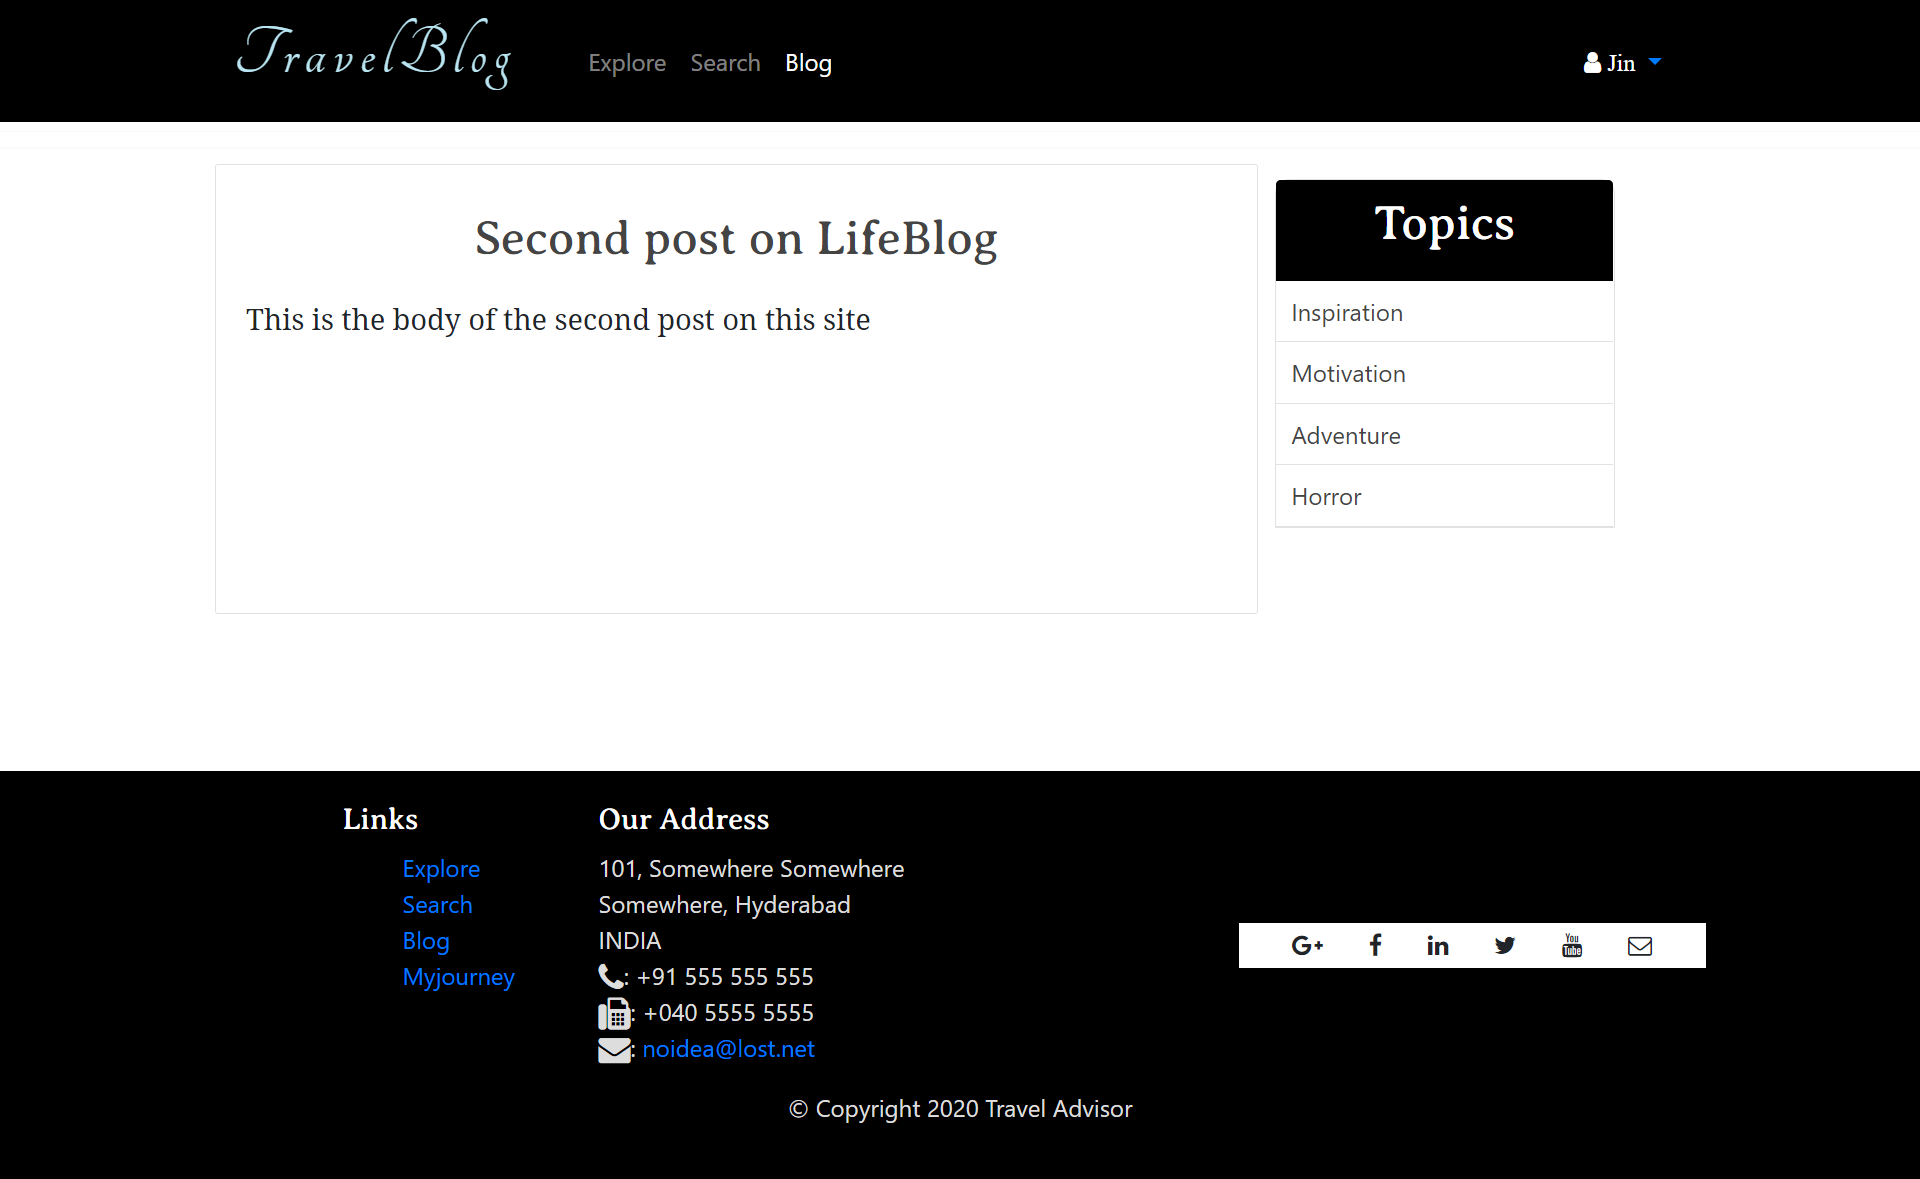 TravelBlog
Explore Search Blog
Jin
Second post on LifeBlog
This is the body of the second post on this site
Topics
Inspiration
Motivation
Adventure
Horror
Links
Explore
Search
Blog
Myjourney
Our Address
101, Somewhere Somewhere
Somewhere, Hyderabad
INDIA
: +91 555 555 555
: +040 5555 5555
: noidea@lost.net
G+ f in You Tube
© Copyright 2020 Travel Advisor